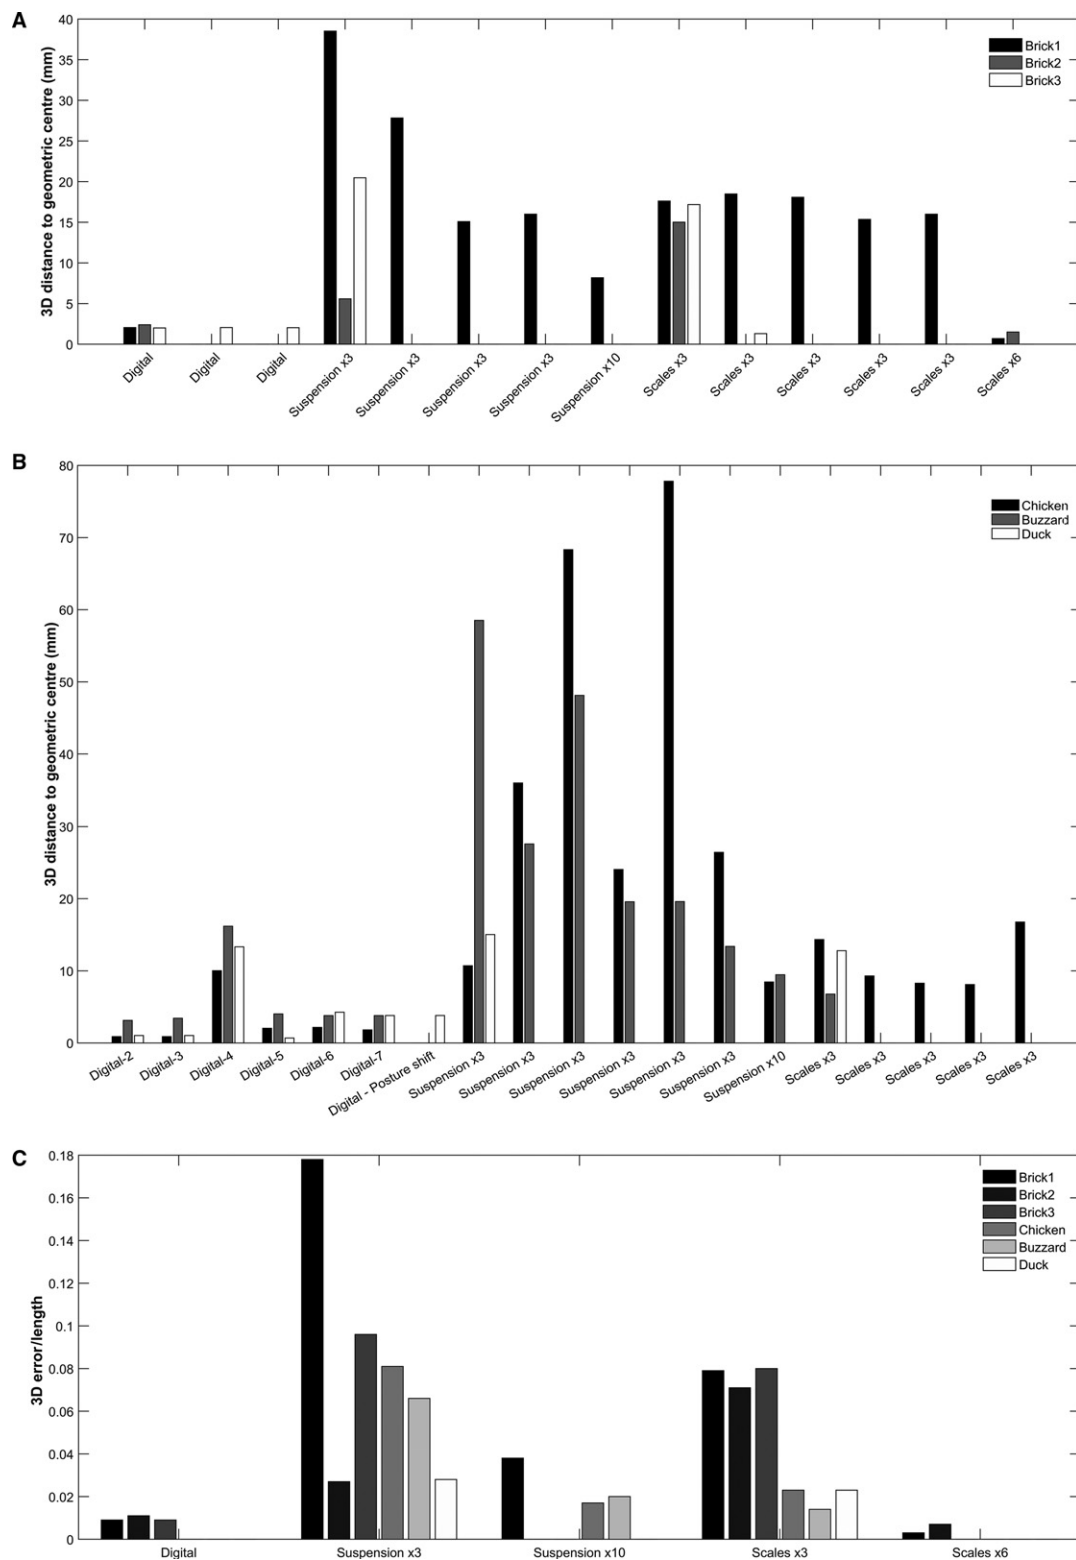 A
3D distance to geometric centre (mm)
40
35
30
25
20
15
10
5
0
Brick1
Brick2
Brick3
Digital
Digital
Digital
Suspension x3
Suspension x3
Suspension x3
Suspension x3
Suspension x10
Scales x3
Scales x3
Scales x3
Scales x3
Scales x3
Scales x6
B
3D distance to geometric centre (mm)
80
70
60
50
40
30
20
10
0
Chicken
Buzzard
Duck
Digital-2
Digital-3
Digital-4
Digital-5
Digital-6
Digital-7
Digital - Posture shift
Suspension x3
Suspension x3
Suspension x3
Suspension x3
Suspension x3
Suspension x3
Suspension x10
Scales x3
Scales x3
Scales x3
Scales x3
Scales x3
C
3D error/length
0.18
0.16
0.14
0.12
0.1
0.08
0.06
0.04
0.02
0
Brick1
Brick2
Brick3
Chicken
Buzzard
Duck
Digital
Suspension x3
Suspension x10
Scales x3
Scales x6